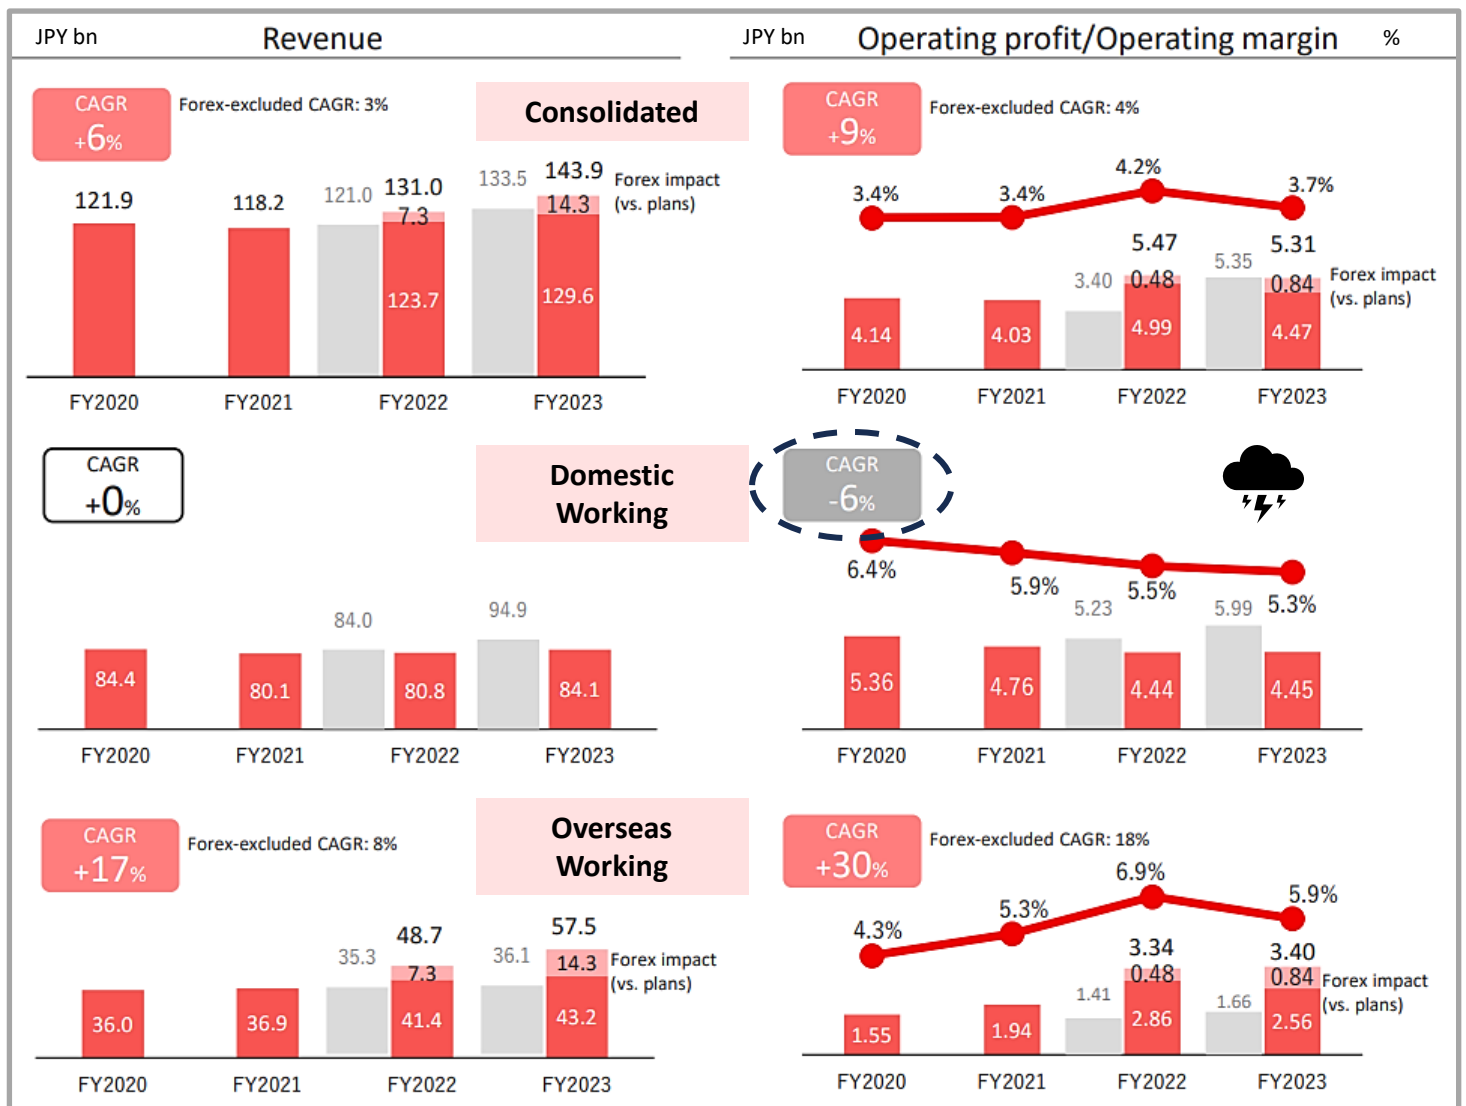 JPY bn
Revenue
JPY bn
Operating profit/Operating margin
%
Consolidated
CAGR
+6%
Forex-excluded CAGR: 3%
121.9
118.2
121.0
131.0
7.3
123.7
133.5
143.9
14.3
129.6
Forex impact
(vs. plans)
FY2020
FY2021
FY2022
FY2023
CAGR
+9%
Forex-excluded CAGR: 4%
3.4%
3.4%
4.2%
3.7%
4.14
4.03
3.40
5.47
0.48
4.99
5.35
5.31
0.84
4.47
Forex impact
(vs. plans)
FY2020
FY2021
FY2022
FY2023
Domestic
Working
CAGR
+0%
84.4
80.1
84.0
80.8
94.9
84.1
FY2020
FY2021
FY2022
FY2023
CAGR
-6%
6.4%
5.9%
5.5%
5.3%
5.36
4.76
5.23
4.44
5.99
4.45
FY2020
FY2021
FY2022
FY2023
Overseas
Working
CAGR
+17%
Forex-excluded CAGR: 8%
36.0
36.9
35.3
48.7
7.3
41.4
36.1
57.5
14.3
43.2
Forex impact
(vs. plans)
FY2020
FY2021
FY2022
FY2023
CAGR
+30%
Forex-excluded CAGR: 18%
4.3%
5.3%
6.9%
5.9%
1.55
1.94
1.41
3.34
0.48
2.86
1.66
3.40
0.84
2.56
Forex impact
(vs. plans)
FY2020
FY2021
FY2022
FY2023